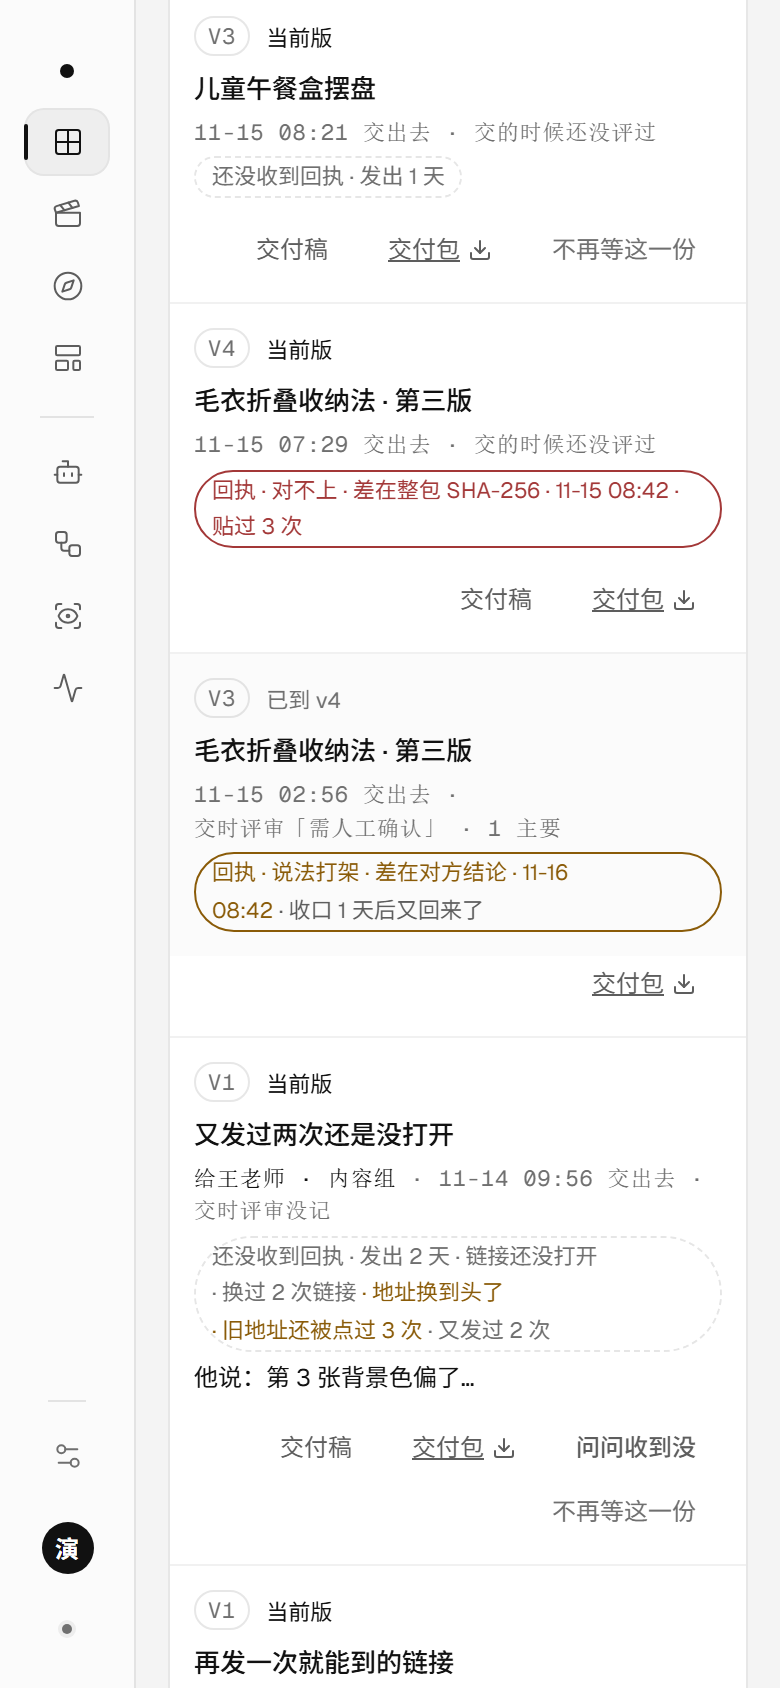 V3 当前版
儿童午餐盒摆盘
11-15 08:21 交出去 · 交的时候还没评过
还没收到回执 · 发出 1 天
交付稿 交付包 不再等这一份
V4 当前版
毛衣折叠收纳法 · 第三版
11-15 07:29 交出去 · 交的时候还没评过
回执 · 对不上 · 差在整包 SHA-256 · 11-15 08:42 ·
贴过 3 次
交付稿 交付包
V3 已到 v4
毛衣折叠收纳法 · 第三版
11-15 02:56 交出去 ·
交时评审「需人工确认」 · 1 主要
回执 · 说法打架 · 差在对方结论 · 11-16
08:42 · 收口 1 天后又回来了
交付包
V1 当前版
又发过两次还是没打开
给王老师 · 内容组 · 11-14 09:56 交出去 ·
交时评审没记
还没收到回执 · 发出 2 天 · 链接还没打开
· 换过 2 次链接 · 地址换到头了
· 旧地址还被点过 3 次 · 又发过 2 次
他说：第 3 张背景色偏了…
交付稿 交付包 问问收到没
不再等这一份
演
V1 当前版
再发一次就能到的链接